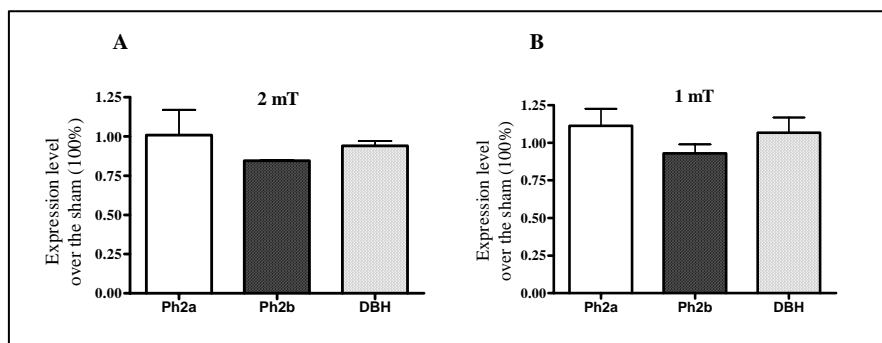 A
2 mT
Expression level
over the sham (100%)
1.25
1.00
0.75
0.50
0.25
0.00
Ph2a Ph2b DBH
B
1 mT
Expression level
over the sham (100%)
1.25
1.00
0.75
0.50
0.25
0.00
Ph2a Ph2b DBH